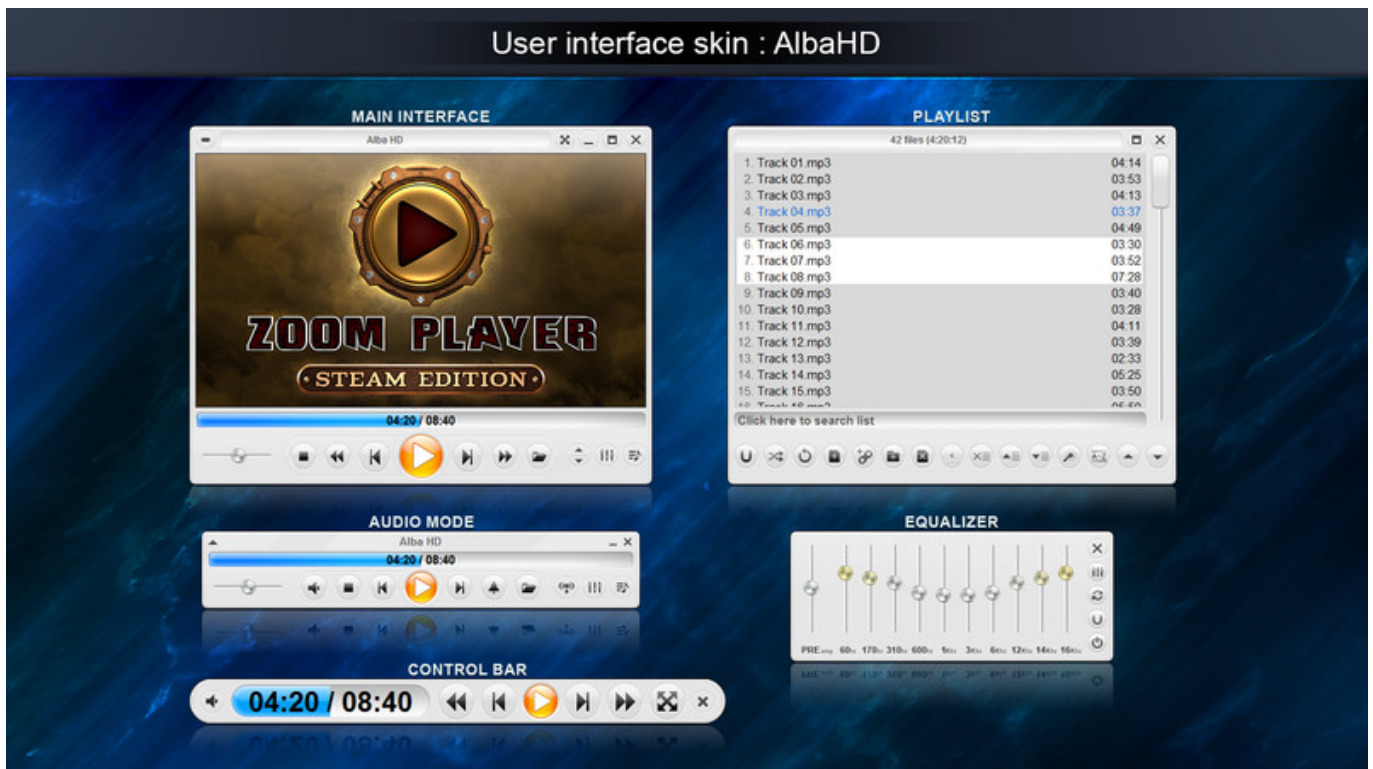 User interface skin : AlbaHD
MAIN INTERFACE
Alba HD
ZOOM PLAYER
STEAM EDITION
04:20 / 08:40
PLAYLIST
42 files (4:20:12)
1. Track 01.mp3 04:14
2. Track 02.mp3 03:53
3. Track 03.mp3 04:13
4. Track 04.mp3 03:37
5. Track 05.mp3 04:49
6. Track 06.mp3 03:30
7. Track 07.mp3 03:52
8. Track 08.mp3 07:28
9. Track 09.mp3 03:40
10. Track 10.mp3 03:28
11. Track 11.mp3 04:11
12. Track 12.mp3 03:39
13. Track 13.mp3 02:33
14. Track 14.mp3 05:25
15. Track 15.mp3 03:50
Click here to search list
AUDIO MODE
Alba HD
04:20 / 08:40
EQUALIZER
PRE 60Hz 170Hz 310Hz 600Hz 1KHz 3KHz 6KHz 12KHz 14KHz 16KHz
CONTROL BAR
04:20 / 08:40